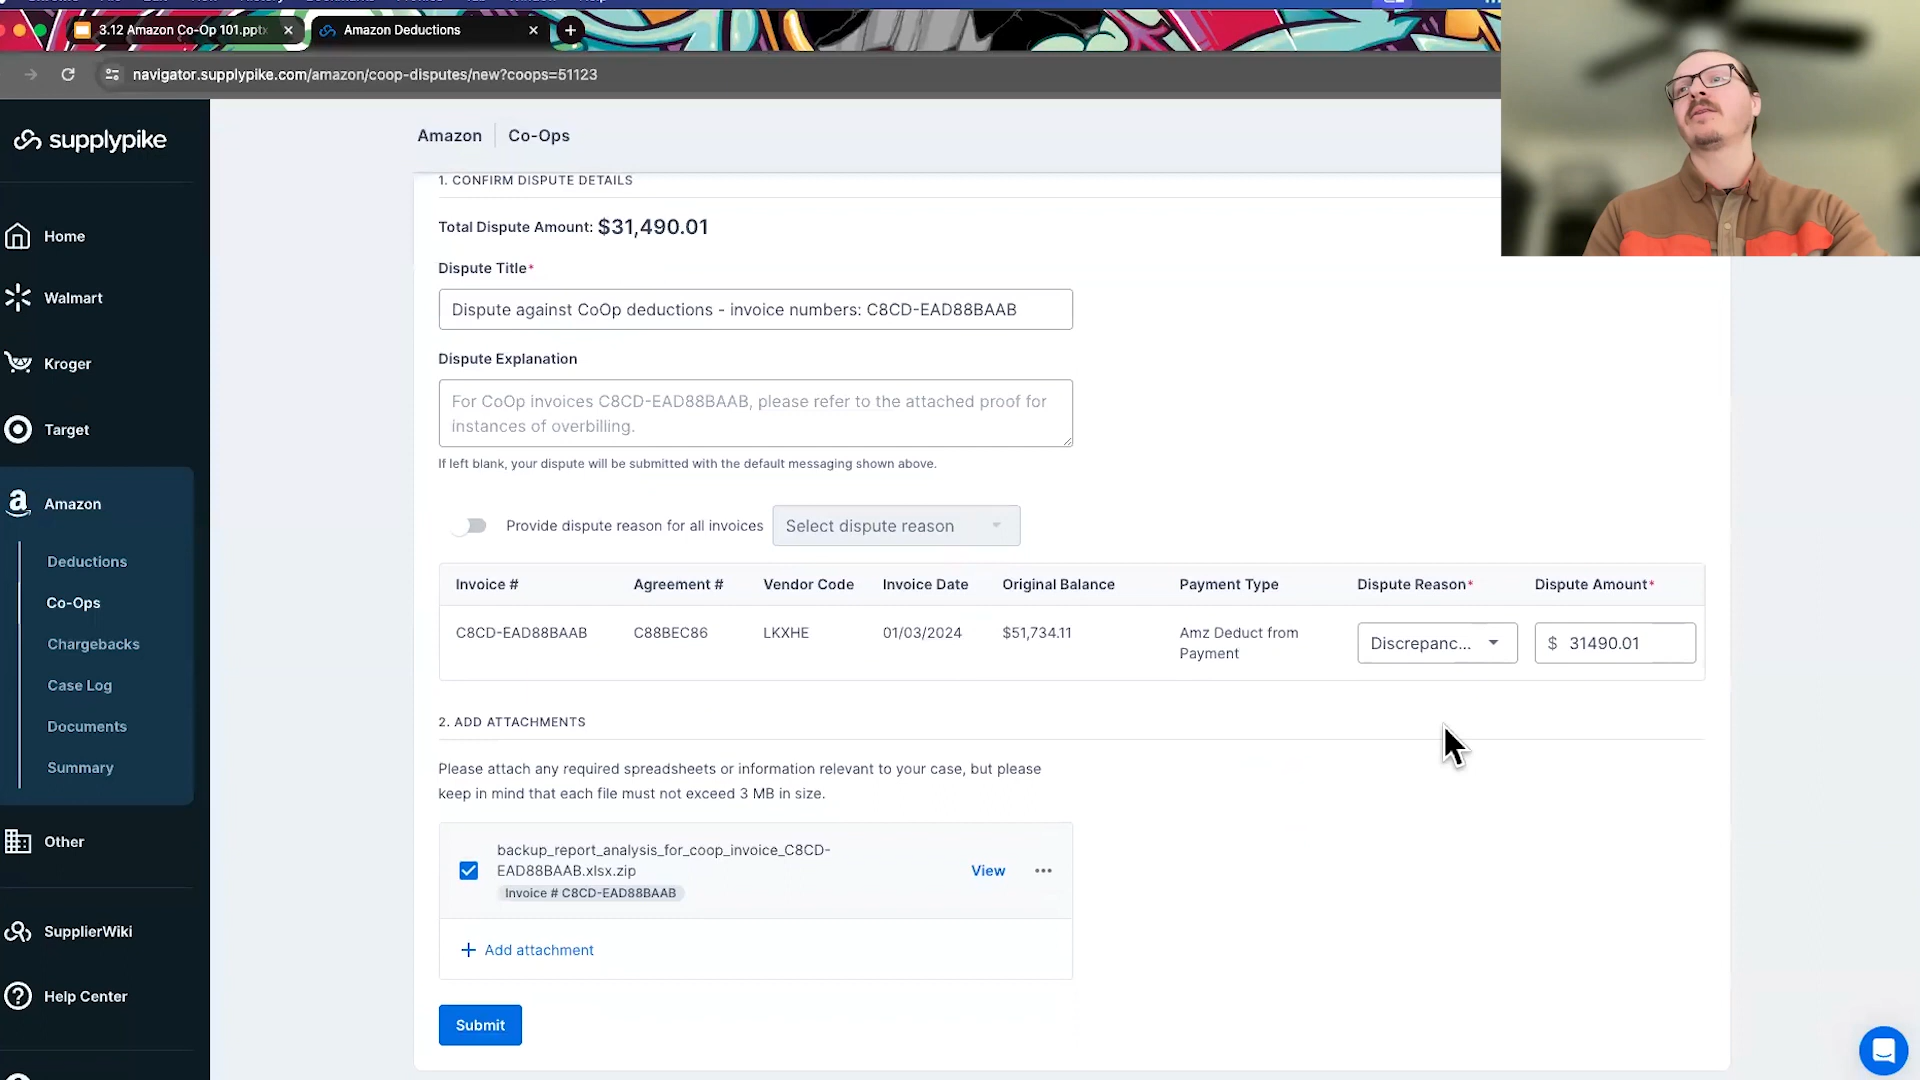 3.12 Amazon Co-Op 101.pptx
Amazon Deductions
navigator.supplypike.com/amazon/coop-disputes/new?coops=51123
supplypike
Amazon
Co-Ops
Home
Walmart
Kroger
Target
Amazon
Deductions
Co-Ops
Chargebacks
Case Log
Documents
Summary
Other
SupplierWiki
Help Center
1. CONFIRM DISPUTE DETAILS
Total Dispute Amount: $31,490.01
Dispute Title*
Dispute against CoOp deductions - invoice numbers: C8CD-EAD88BAAB
Dispute Explanation
For CoOp invoices C8CD-EAD88BAAB, please refer to the attached proof for
instances of overbilling.
If left blank, your dispute will be submitted with the default messaging shown above.
Provide dispute reason for all invoices
Select dispute reason
Invoice # Agreement # Vendor Code Invoice Date Original Balance Payment Type Dispute Reason* Dispute Amount*
C8CD-EAD88BAAB C88BEC86 LKXHE 01/03/2024 $51,734.11 Amz Deduct from
Payment
Discrepanc...
$ 31490.01
2. ADD ATTACHMENTS
Please attach any required spreadsheets or information relevant to your case, but please
keep in mind that each file must not exceed 3 MB in size.
backup_report_analysis_for_coop_invoice_C8CD-
EAD88BAAB.xlsx.zip
Invoice # C8CD-EAD88BAAB
View
Add attachment
Submit